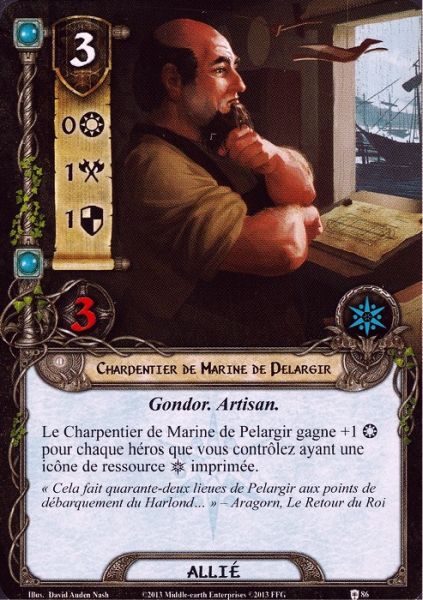 3
0
1
1
3
Charpentier de Marine de Pelargir
Gondor. Artisan.
Le Charpentier de Marine de Pelargir gagne +1
pour chaque héros que vous contrôlez ayant une
icône de ressource imprimée.
« Cela fait quarante-deux lieues de Pelargir aux points de
débarquement du Harlond... » – Aragorn, Le Retour du Roi
ALLIÉ
Illus. David Auden Nash ©2013 Middle-earth Enterprises ©2013 FFG 86